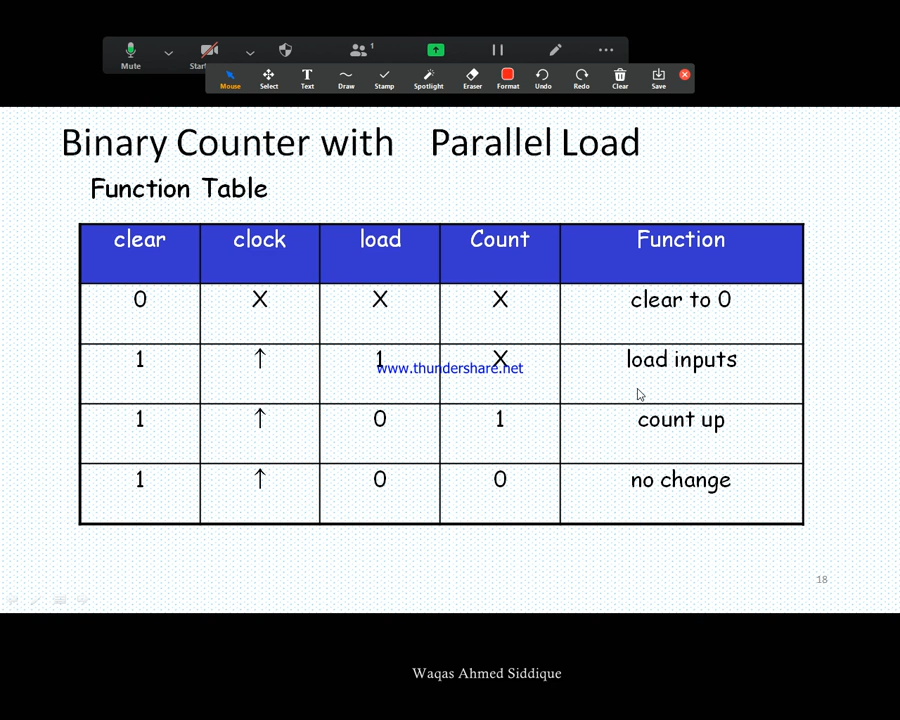 1
Mute
Star
Mouse Select Text Draw Stamp Spotlight Eraser Format Undo Redo Clear Save
Binary Counter with Parallel Load
Function Table
clear clock load Count Function
0 X X X clear to 0
1 ↑ 1 X load inputs
www.thundershare.net
1 ↑ 0 1 count up
1 ↑ 0 0 no change
18
Waqas Ahmed Siddique